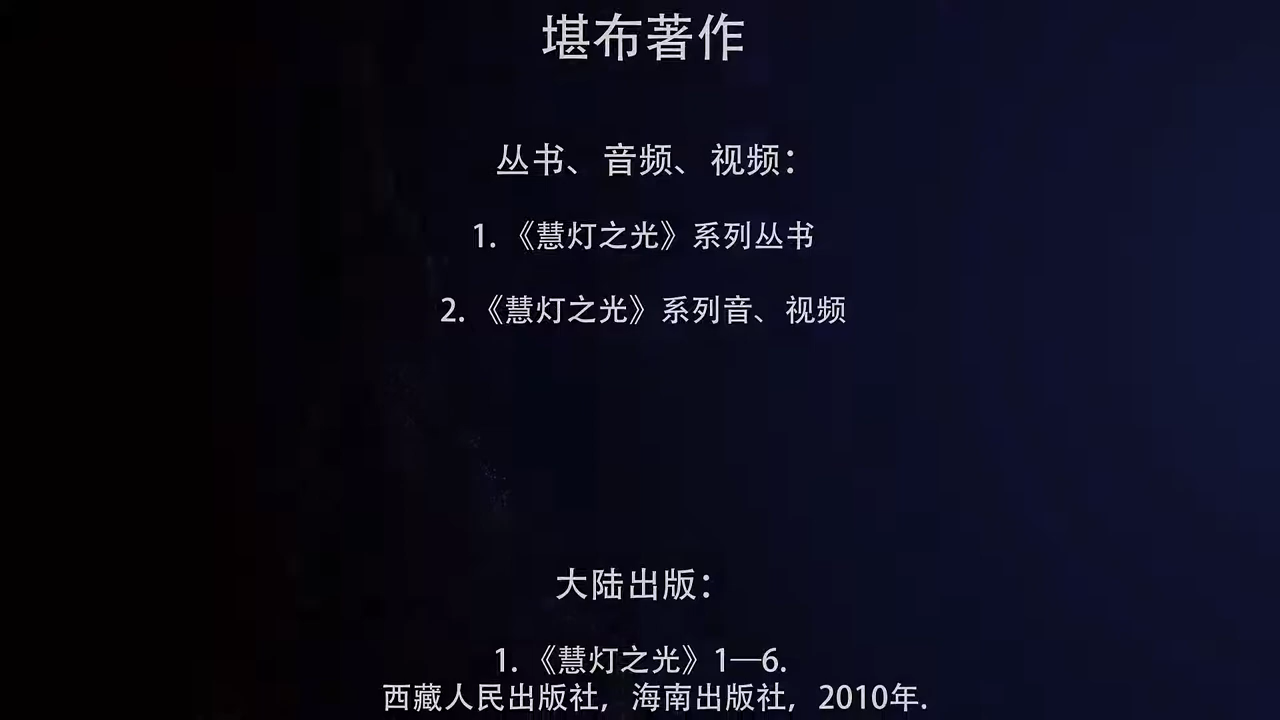 堪布著作
丛书、音频、视频：
1. 《慧灯之光》系列丛书
2. 《慧灯之光》系列音、视频
大陆出版：
1. 《慧灯之光》1—6.
西藏人民出版社，海南出版社，2010年.